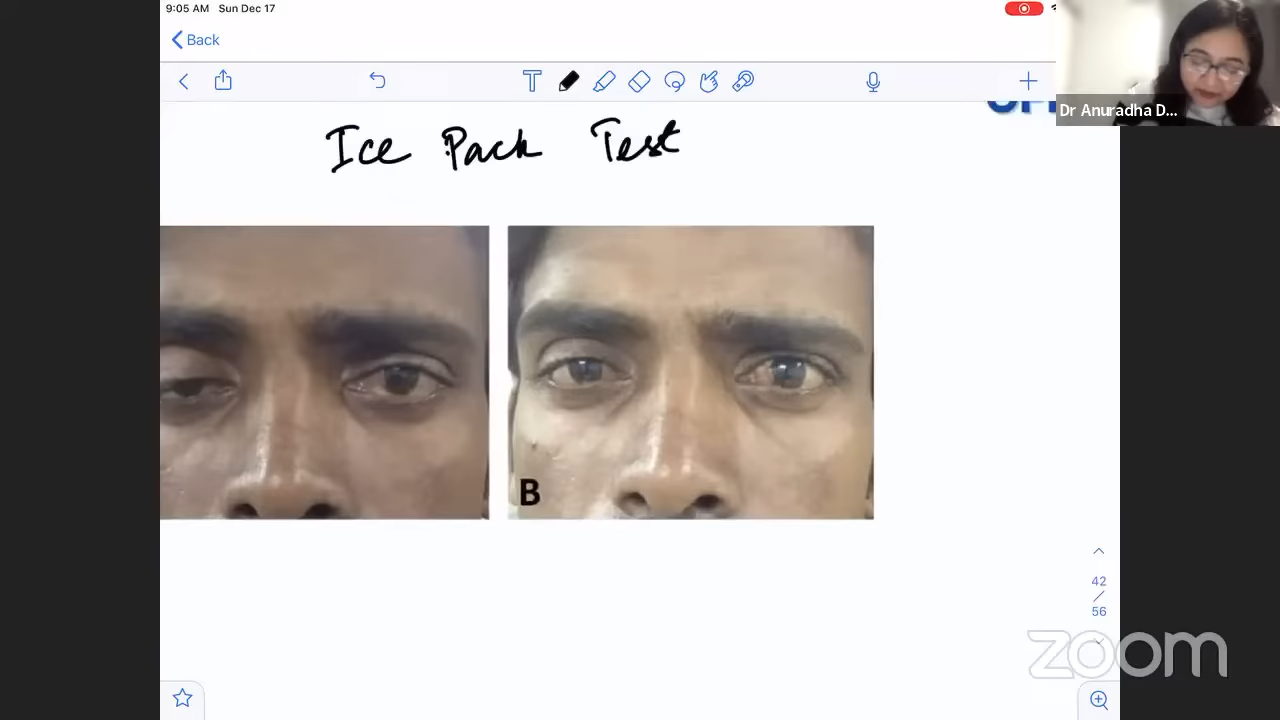 9:05 AM Sun Dec 17
Back
Dr Anuradha D...
Ice Pack Test
B
42
/
56
zoom